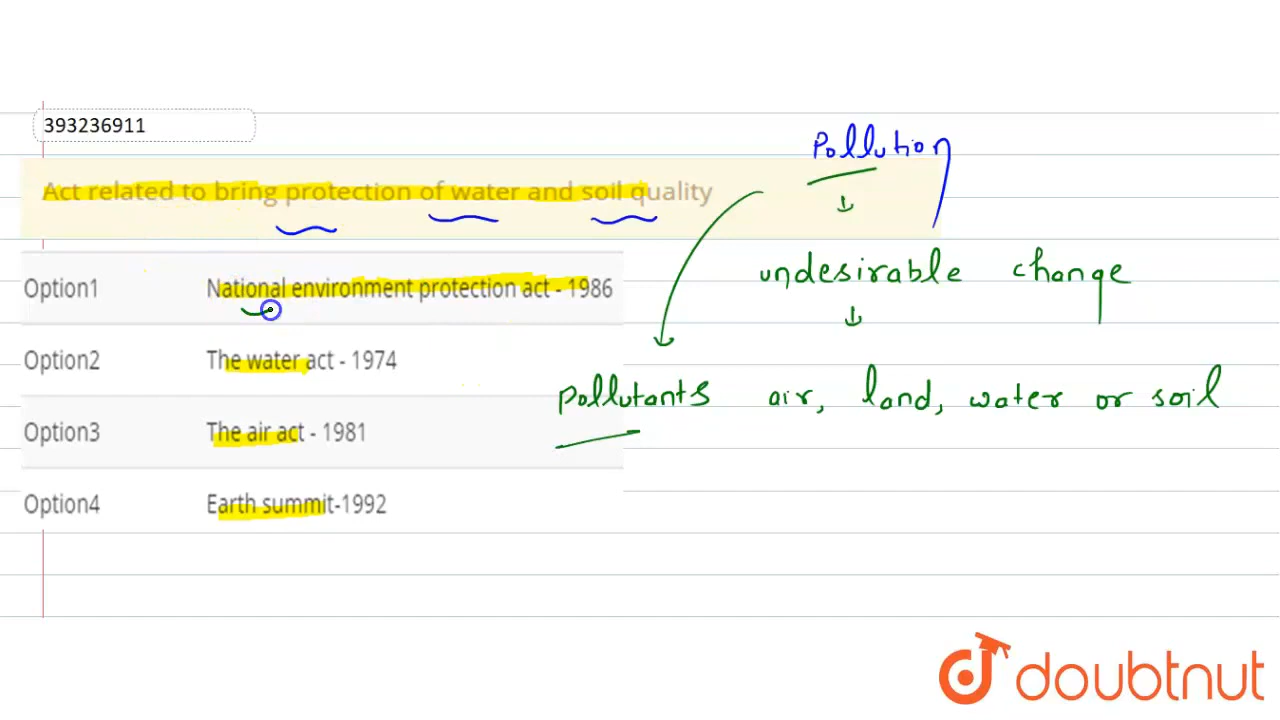 393236911
Pollution
Act related to bring protection of water and soil quality
undesirable change
Option1 National environment protection act - 1986
Option2 The water act - 1974
pollutants air, land, water or soil
Option3 The air act - 1981
Option4 Earth summit-1992
doubtnut